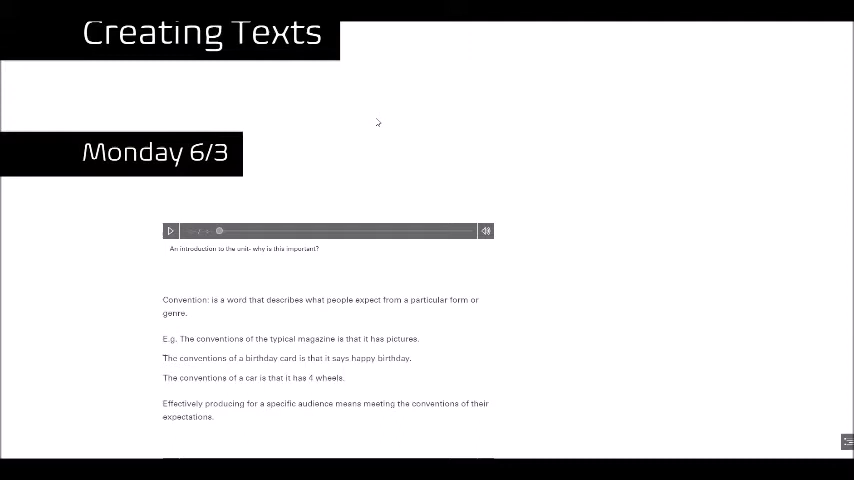 Creating Texts
Monday 6/3
An introduction to the unit- why is this important?
Convention: is a word that describes what people expect from a particular form or
genre.
E.g. The conventions of the typical magazine is that it has pictures.
The conventions of a birthday card is that it says happy birthday.
The conventions of a car is that it has 4 wheels.
Effectively producing for a specific audience means meeting the conventions of their
expectations.